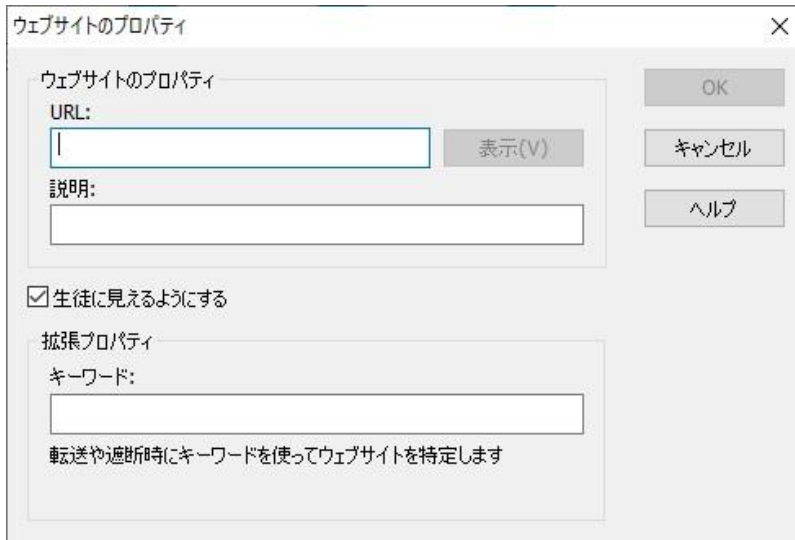 ウェブサイトのプロパティ
ウェブサイトのプロパティ
URL:
表示(V)
説明:
OK
キャンセル
ヘルプ
生徒に見えるようにする
拡張プロパティ
キーワード:
転送や遮断時にキーワードを使ってウェブサイトを特定します